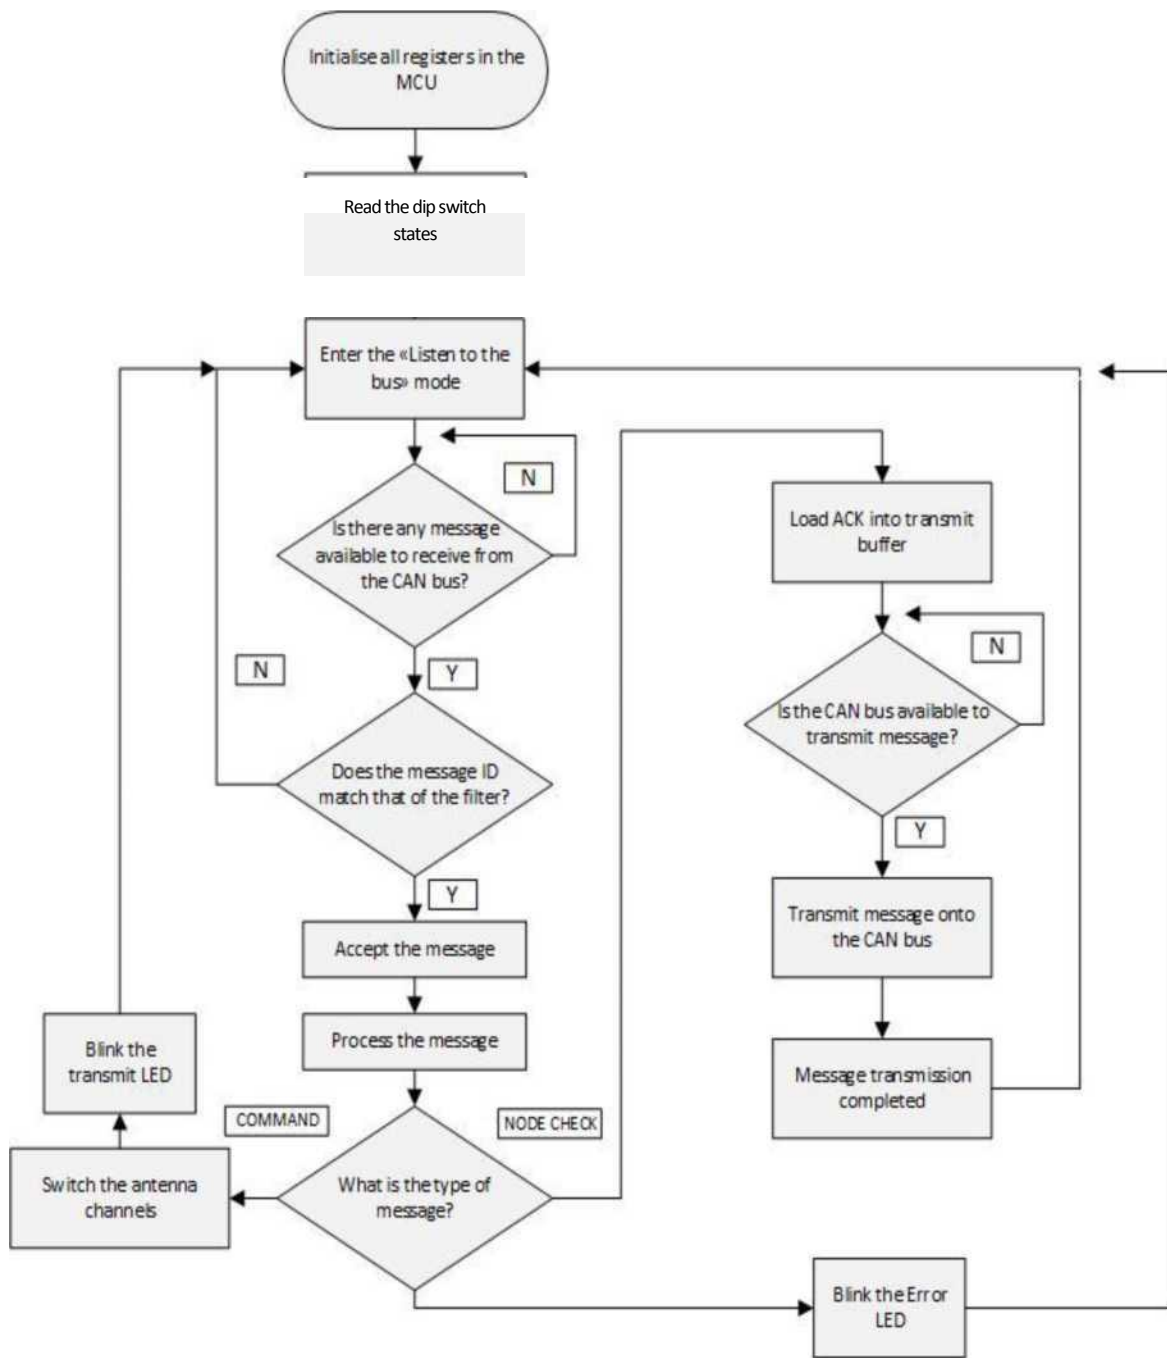 Initialise all registers in the
MCU
Read the dip switch
states
Enter the «Listen to the
bus» mode
N
Is there any message
available to receive from
the CAN bus?
N
Y
Does the message ID
match that of the filter?
Y
Accept the message
Process the message
Blink the
transmit LED
COMMAND
NODE CHECK
Switch the antenna
channels
What is the type of
message?
Load ACK into transmit
buffer
N
Is the CAN bus available to
transmit message?
Y
Transmit message onto
the CAN bus
Message transmission
completed
Blink the Error
LED